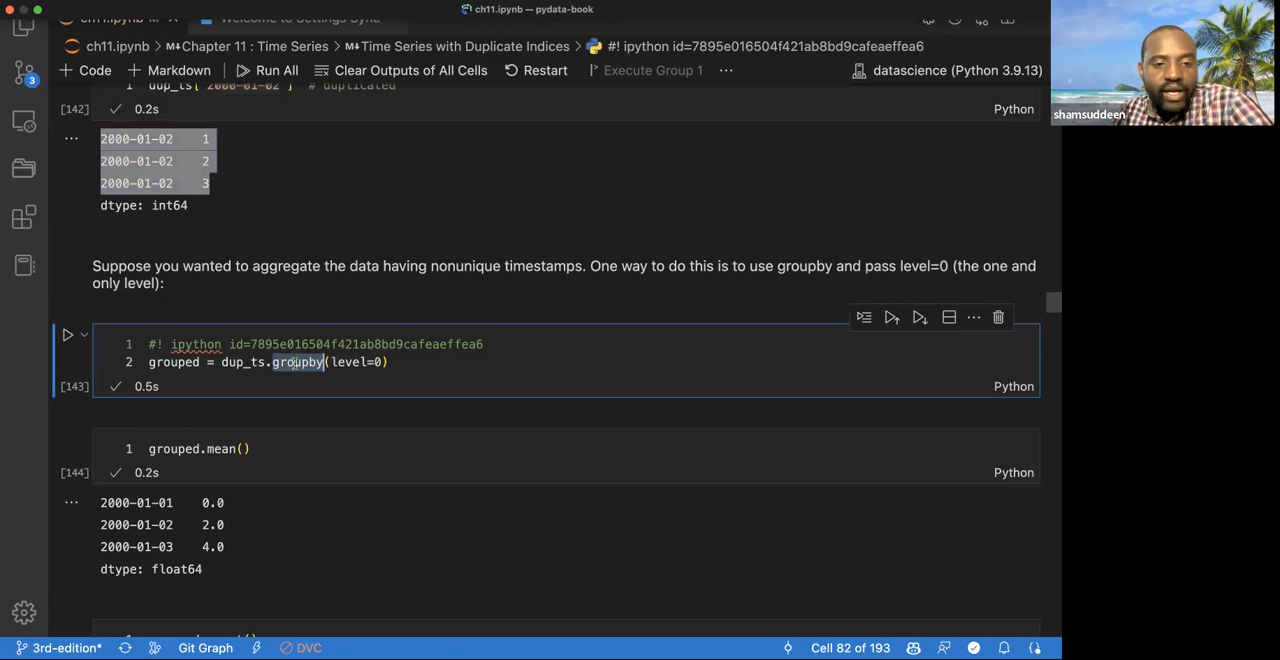 ch11.ipynb — pydata-book
ch11.ipynb M
Welcome to Settings Sync
ch11.ipynb > M↓Chapter 11 : Time Series > M↓Time Series with Duplicate Indices > #! ipython id=7895e016504f421ab8bd9cafeaeffea6
+ Code + Markdown Run All Clear Outputs of All Cells Restart Execute Group 1 ... datascience (Python 3.9.13)
shamsuddeen
3
1 dup_ts["2000-01-02"] # duplicated
[142] ✓ 0.2s Python
... 2000-01-02 1
2000-01-02 2
2000-01-02 3
dtype: int64
Suppose you wanted to aggregate the data having nonunique timestamps. One way to do this is to use groupby and pass level=0 (the one and
only level):
1 #! ipython id=7895e016504f421ab8bd9cafeaeffea6
2 grouped = dup_ts.groupby(level=0)
[143] ✓ 0.5s Python
1 grouped.mean()
[144] ✓ 0.2s Python
... 2000-01-01 0.0
2000-01-02 2.0
2000-01-03 4.0
dtype: float64
3rd-edition* Git Graph DVC Cell 82 of 193